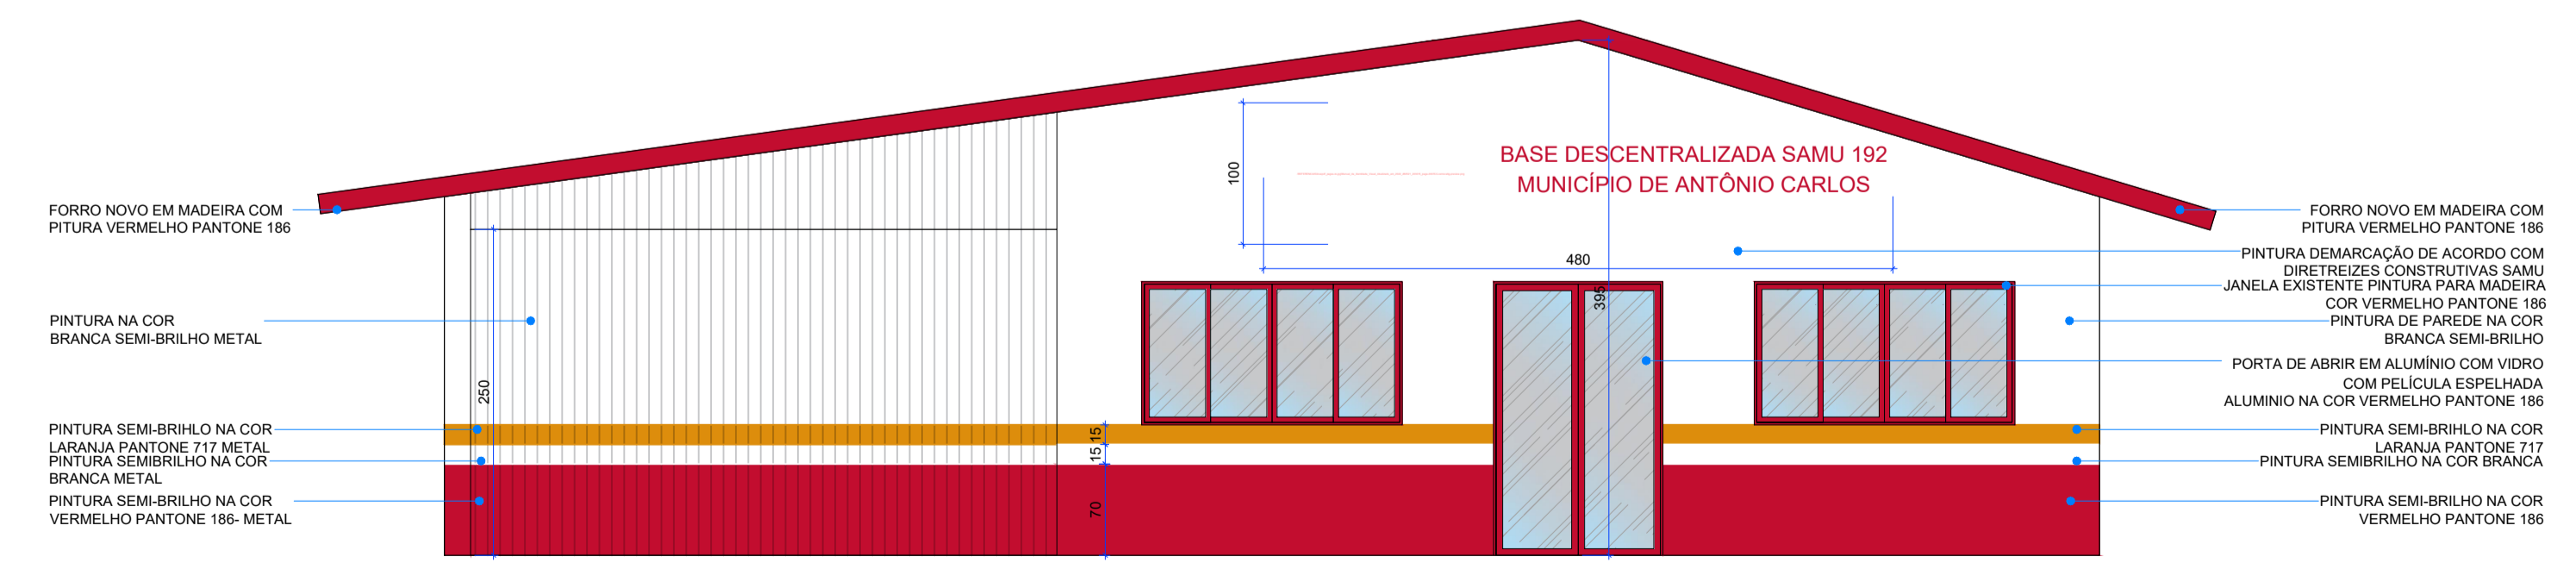 BASE DESCENTRALIZADA SAMU 192
MUNICÍPIO DE ANTÔNIO CARLOS
100
480
395
250
15
15
70
FORRO NOVO EM MADEIRA COM
PITURA VERMELHO PANTONE 186
PINTURA NA COR
BRANCA SEMI-BRILHO METAL
PINTURA SEMI-BRIHLO NA COR
LARANJA PANTONE 717 METAL
PINTURA SEMIBRILHO NA COR
BRANCA METAL
PINTURA SEMI-BRILHO NA COR
VERMELHO PANTONE 186- METAL
FORRO NOVO EM MADEIRA COM
PITURA VERMELHO PANTONE 186
PINTURA DEMARCAÇÃO DE ACORDO COM
DIRETREIZES CONSTRUTIVAS SAMU
JANELA EXISTENTE PINTURA PARA MADEIRA
COR VERMELHO PANTONE 186
PINTURA DE PAREDE NA COR
BRANCA SEMI-BRILHO
PORTA DE ABRIR EM ALUMÍNIO COM VIDRO
COM PELÍCULA ESPELHADA
ALUMINIO NA COR VERMELHO PANTONE 186
PINTURA SEMI-BRIHLO NA COR
LARANJA PANTONE 717
PINTURA SEMIBRILHO NA COR BRANCA
PINTURA SEMI-BRILHO NA COR
VERMELHO PANTONE 186